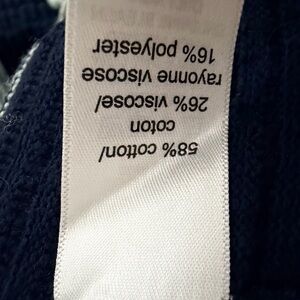 58% cotton/
coton
26% viscose/
rayonne viscose
16% polyester